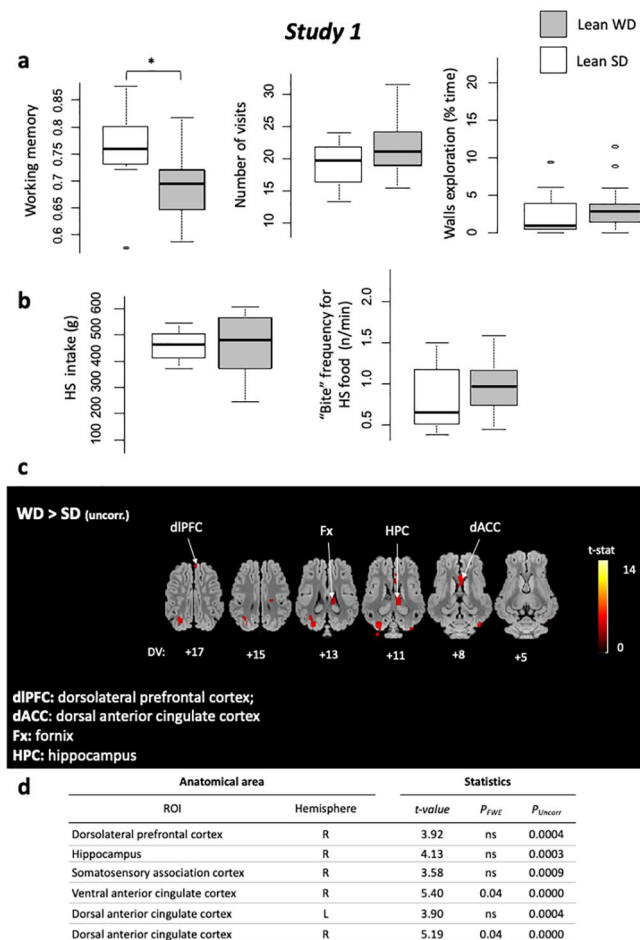 Study 1
Lean WD
Lean SD
a
*
Working memory
0.6 0.65 0.7 0.75 0.8 0.85
Number of visits
10 15 20 25 30
Walls exploration (% time)
0 5 10 15 20
b
HS intake (g)
100 200 300 400 500 600
"Bite" frequency for
HS food (n/min)
0.5 1.0 1.5 2.0
c
WD > SD (uncorr.)
dlPFC Fx HPC dACC
t-stat
14
0
DV: +17 +15 +13 +11 +8 +5
dlPFC: dorsolateral prefrontal cortex;
dACC: dorsal anterior cingulate cortex
Fx: fornix
HPC: hippocampus
d
Anatomical area Statistics
ROI Hemisphere t-value PFWE PUncorr
Dorsolateral prefrontal cortex R 3.92 ns 0.0004
Hippocampus R 4.13 ns 0.0003
Somatosensory association cortex R 3.58 ns 0.0009
Ventral anterior cingulate cortex R 5.40 0.04 0.0000
Dorsal anterior cingulate cortex L 3.90 ns 0.0004
Dorsal anterior cingulate cortex R 5.19 0.04 0.0000